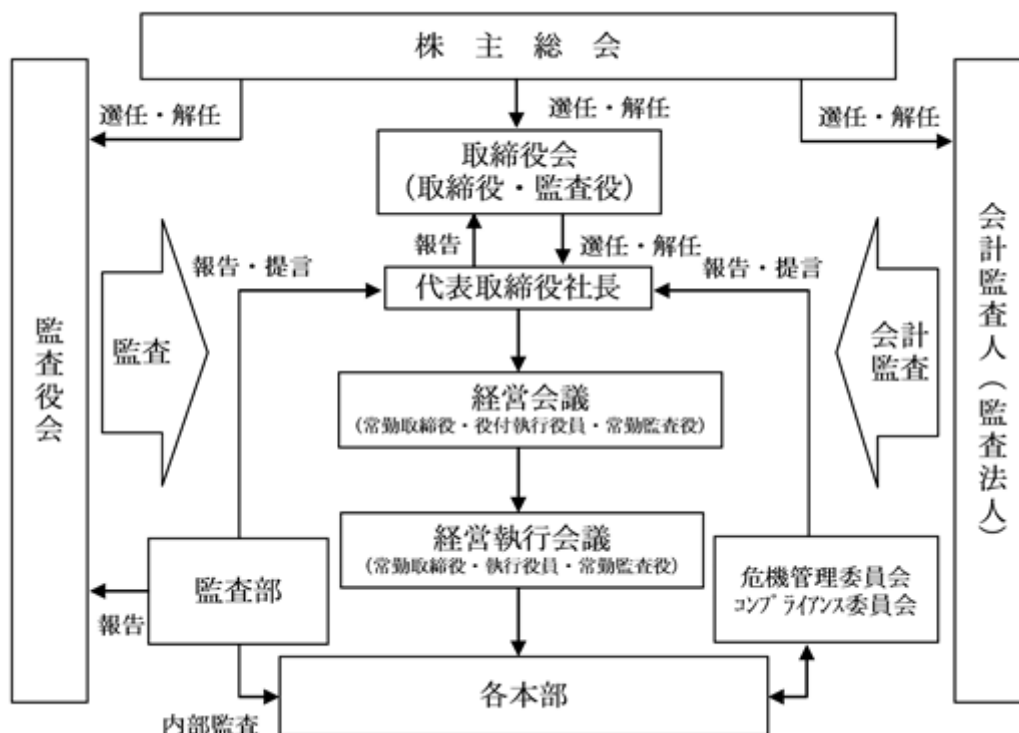 株主総会
選任・解任
選任・解任
選任・解任
取締役会
(取締役・監査役)
報告
選任・解任
報告・提言
報告・提言
代表取締役社長
監査役会
監査
会計
監査
会計監査人(監査法人)
経営会議
(常勤取締役・役付執行役員・常勤監査役)
経営執行会議
(常勤取締役・執行役員・常勤監査役)
監査部
危機管理委員会
コンプライアンス委員会
報告
各本部
内部監査